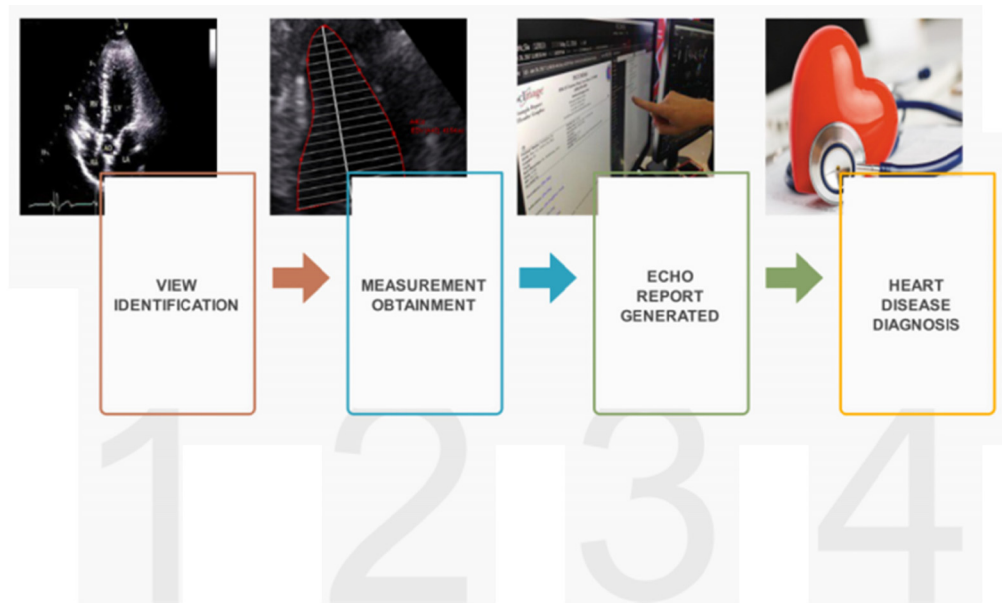 VIEW
IDENTIFICATION
MEASUREMENT
OBTAINMENT
ECHO
REPORT
GENERATED
HEART
DISEASE
DIAGNOSIS
1
2
3
4